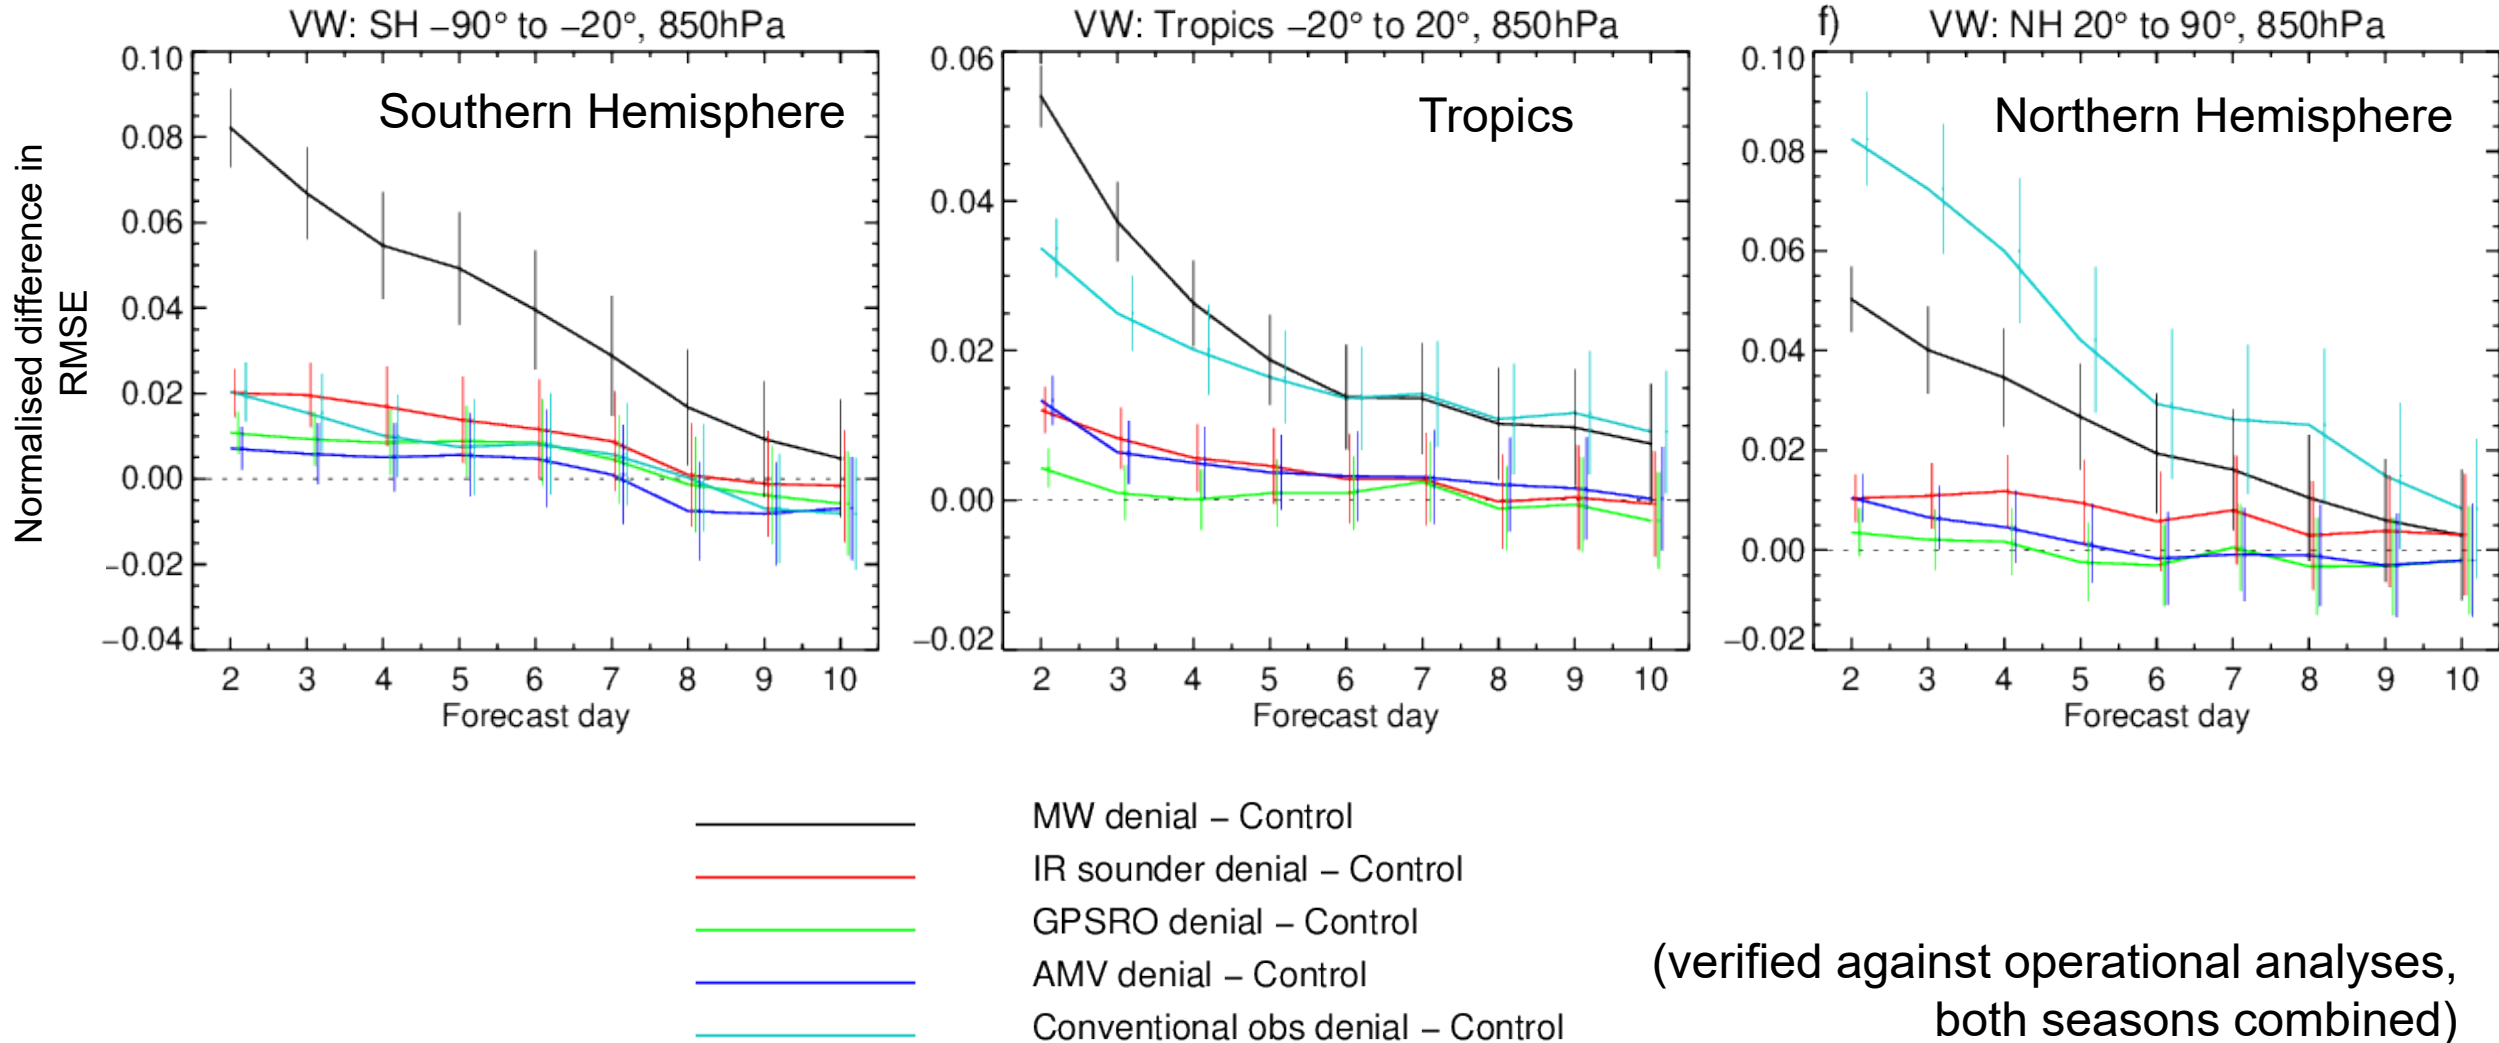 VW: SH −90° to −20°, 850hPa
Southern Hemisphere
Normalised difference in
RMSE
0.10
0.08
0.06
0.04
0.02
0.00
−0.02
−0.04
2 3 4 5 6 7 8 9 10
Forecast day
VW: Tropics −20° to 20°, 850hPa
Tropics
0.06
0.04
0.02
0.00
−0.02
2 3 4 5 6 7 8 9 10
Forecast day
f) VW: NH 20° to 90°, 850hPa
Northern Hemisphere
0.10
0.08
0.06
0.04
0.02
0.00
−0.02
2 3 4 5 6 7 8 9 10
Forecast day
MW denial − Control
IR sounder denial − Control
GPSRO denial − Control
AMV denial − Control
Conventional obs denial − Control
(verified against operational analyses,
both seasons combined)